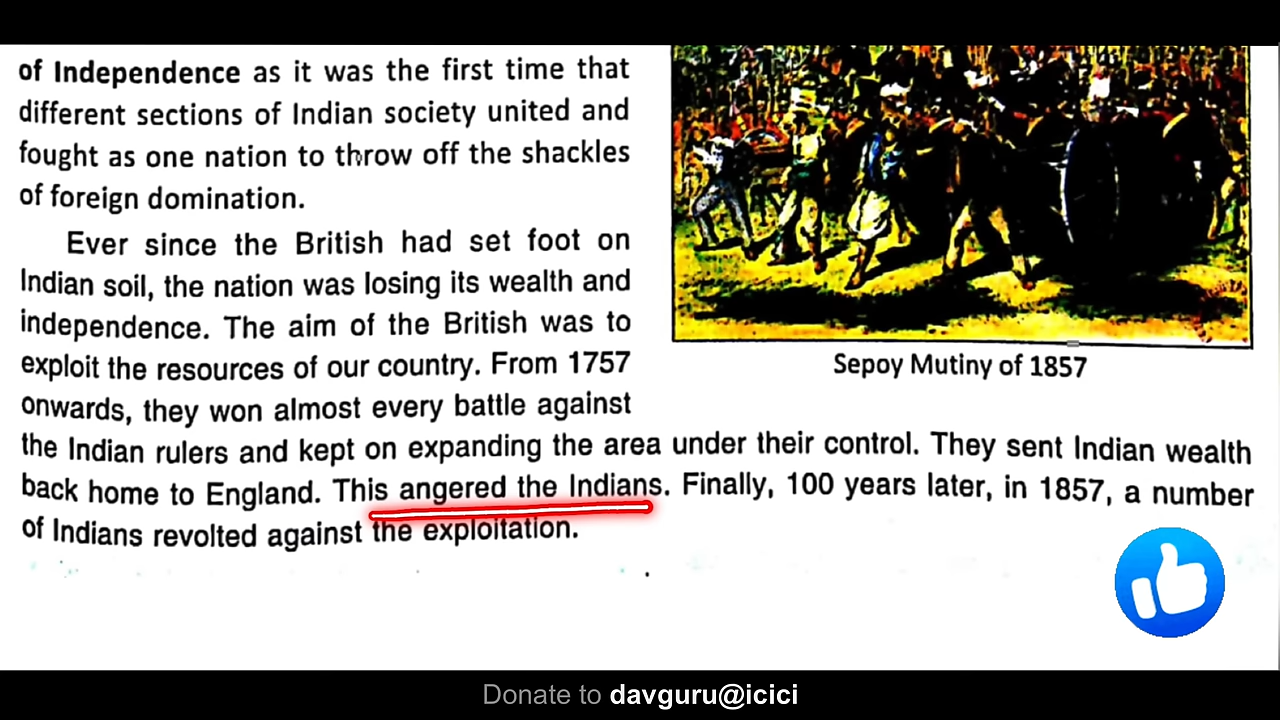 of Independence as it was the first time that
different sections of Indian society united and
fought as one nation to throw off the shackles
of foreign domination.
Ever since the British had set foot on
Indian soil, the nation was losing its wealth and
independence. The aim of the British was to
exploit the resources of our country. From 1757
onwards, they won almost every battle against
the Indian rulers and kept on expanding the area under their control. They sent Indian wealth
back home to England. This angered the Indians. Finally, 100 years later, in 1857, a number
of Indians revolted against the exploitation.
Sepoy Mutiny of 1857
Donate to davguru@icici